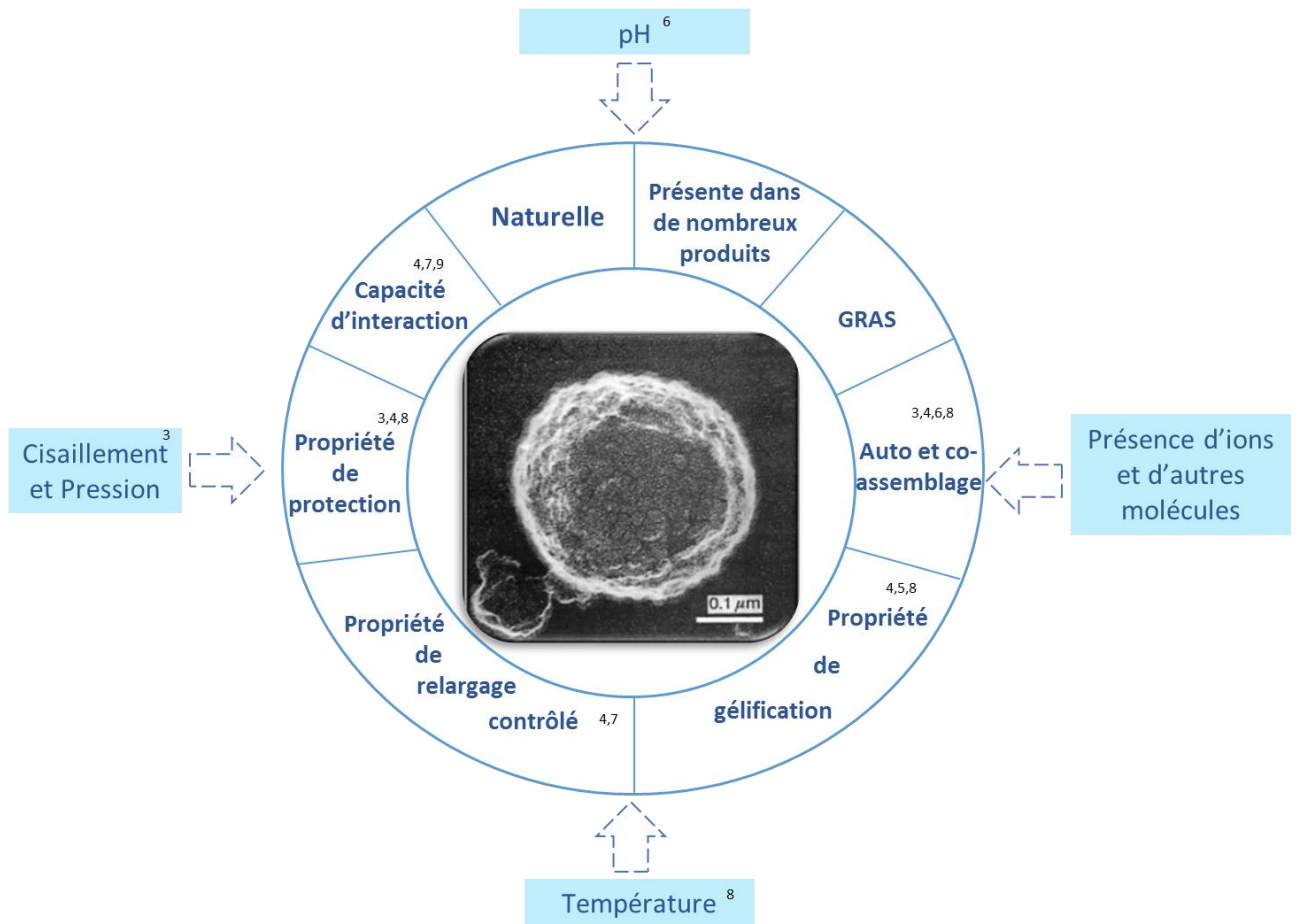 pH 6
Naturelle
Présente dans
de nombreux
produits
GRAS
3,4,6,8
Auto et co-
assemblage
4,5,8
Propriété
de
gélification
Propriété
de
relargage
contrôlé 4,7
3,4,8
Propriété
de
protection
4,7,9
Capacité
d'interaction
0.1 µm
Cisaillement 3
et Pression
Présence d'ions
et d'autres
molécules
Température 8